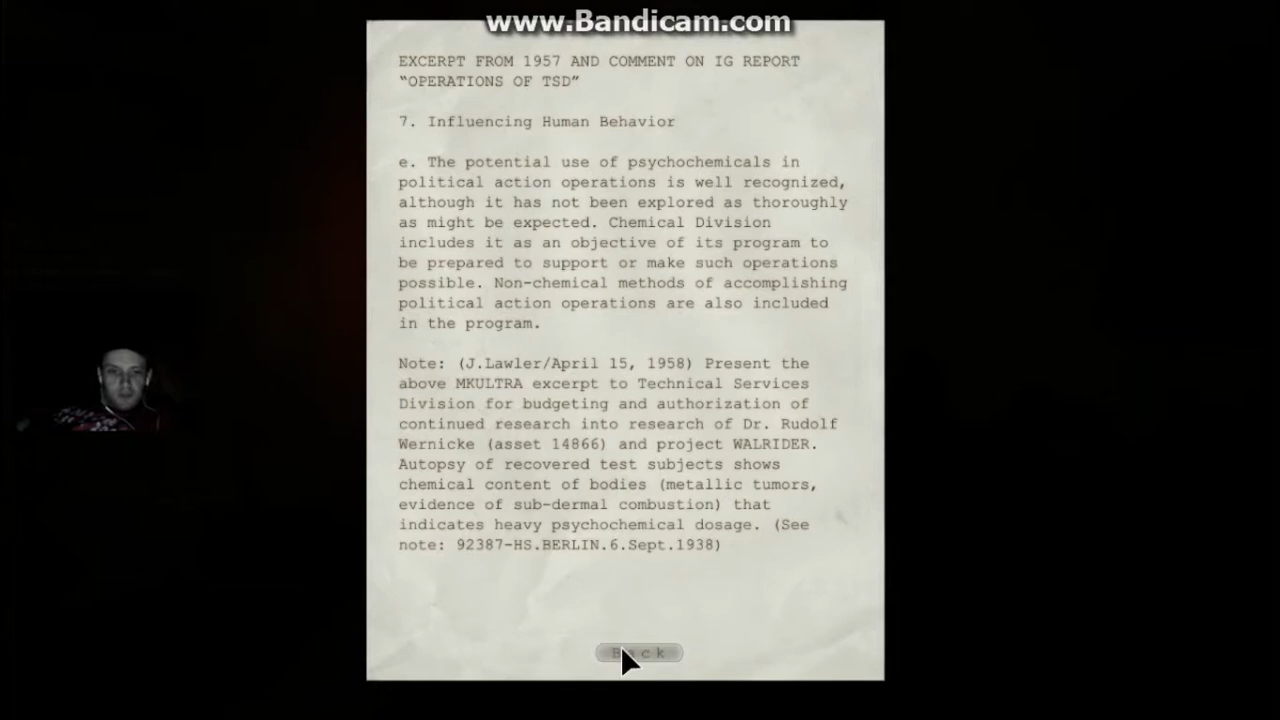 www.Bandicam.com
EXCERPT FROM 1957 AND COMMENT ON IG REPORT
“OPERATIONS OF TSD”
7. Influencing Human Behavior
e. The potential use of psychochemicals in
political action operations is well recognized,
although it has not been explored as thoroughly
as might be expected. Chemical Division
includes it as an objective of its program to
be prepared to support or make such operations
possible. Non-chemical methods of accomplishing
political action operations are also included
in the program.
Note: (J.Lawler/April 15, 1958) Present the
above MKULTRA excerpt to Technical Services
Division for budgeting and authorization of
continued research into research of Dr. Rudolf
Wernicke (asset 14866) and project WALRIDER.
Autopsy of recovered test subjects shows
chemical content of bodies (metallic tumors,
evidence of sub-dermal combustion) that
indicates heavy psychochemical dosage. (See
note: 92387-HS.BERLIN.6.Sept.1938)
Back